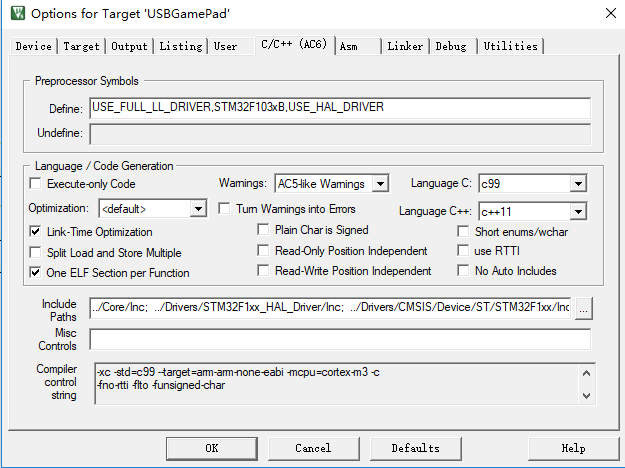 Options for Target 'USBGamePad'
Device Target Output Listing User C/C++ (AC6) Asm Linker Debug Utilities
Preprocessor Symbols
Define: USE_FULL_LL_DRIVER,STM32F103xB,USE_HAL_DRIVER
Undefine:
Language / Code Generation
Execute-only Code Warnings: AC5-like Warnings Language C: c99
Optimization: <default> Turn Warnings into Errors Language C++: c++11
Link-Time Optimization Plain Char is Signed Short enums/wchar
Split Load and Store Multiple Read-Only Position Independent use RTTI
One ELF Section per Function Read-Write Position Independent No Auto Includes
Include Paths ../Core/Inc; ../Drivers/STM32F1xx_HAL_Driver/Inc; ../Drivers/CMSIS/Device/ST/STM32F1xx/Inc ...
Misc Controls
Compiler control string -xc -std=c99 --target=arm-arm-none-eabi -mcpu=cortex-m3 -c
-fno-rtti -flto -funsigned-char
OK Cancel Defaults Help